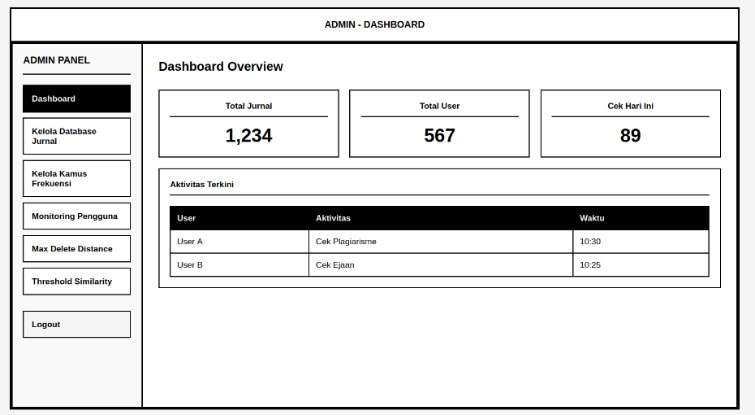 ADMIN - DASHBOARD
ADMIN PANEL
Dashboard
Kelola Database
Jurnal
Kelola Kamus
Frekuensi
Monitoring Pengguna
Max Delete Distance
Threshold Similarity
Logout
Dashboard Overview
Total Jurnal
1,234
Total User
567
Cek Hari Ini
89
Aktivitas Terkini
User Aktivitas Waktu
User A Cek Plagiarisme 10:30
User B Cek Ejaan 10:25